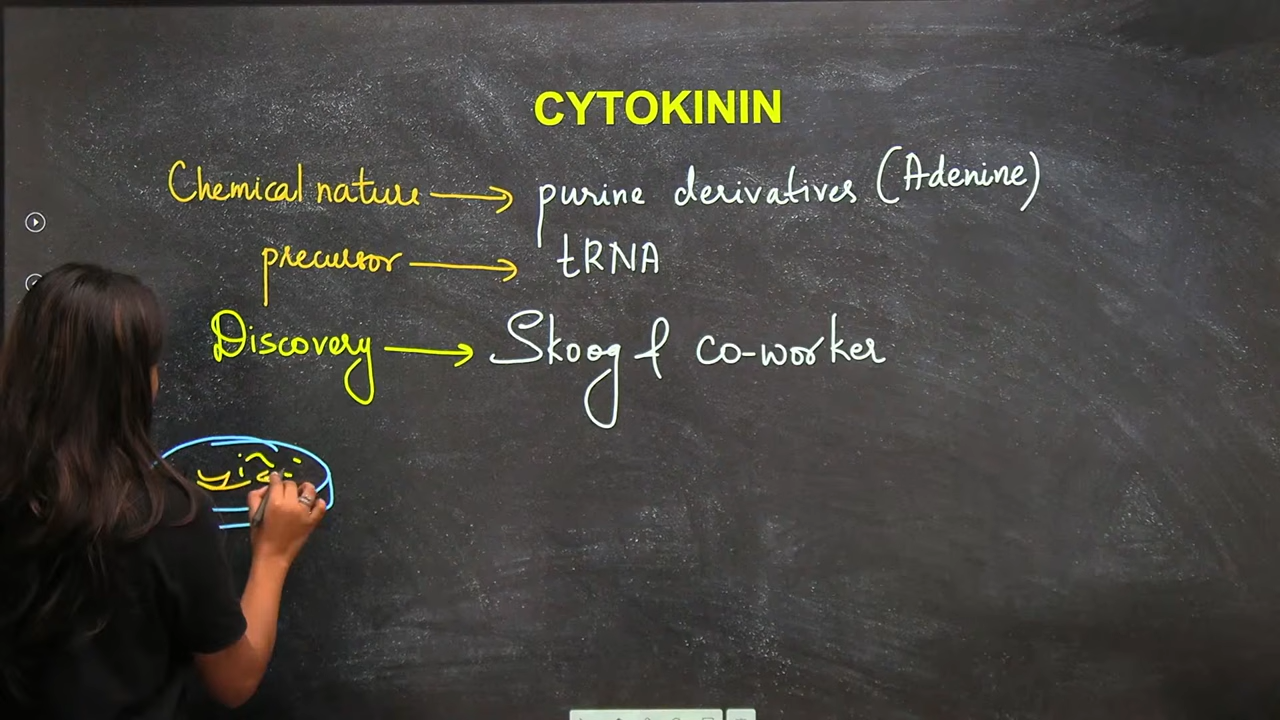 CYTOKININ
Chemical nature → purine derivatives (Adenine)
precursor → tRNA
Discovery → Skoog & co-worker